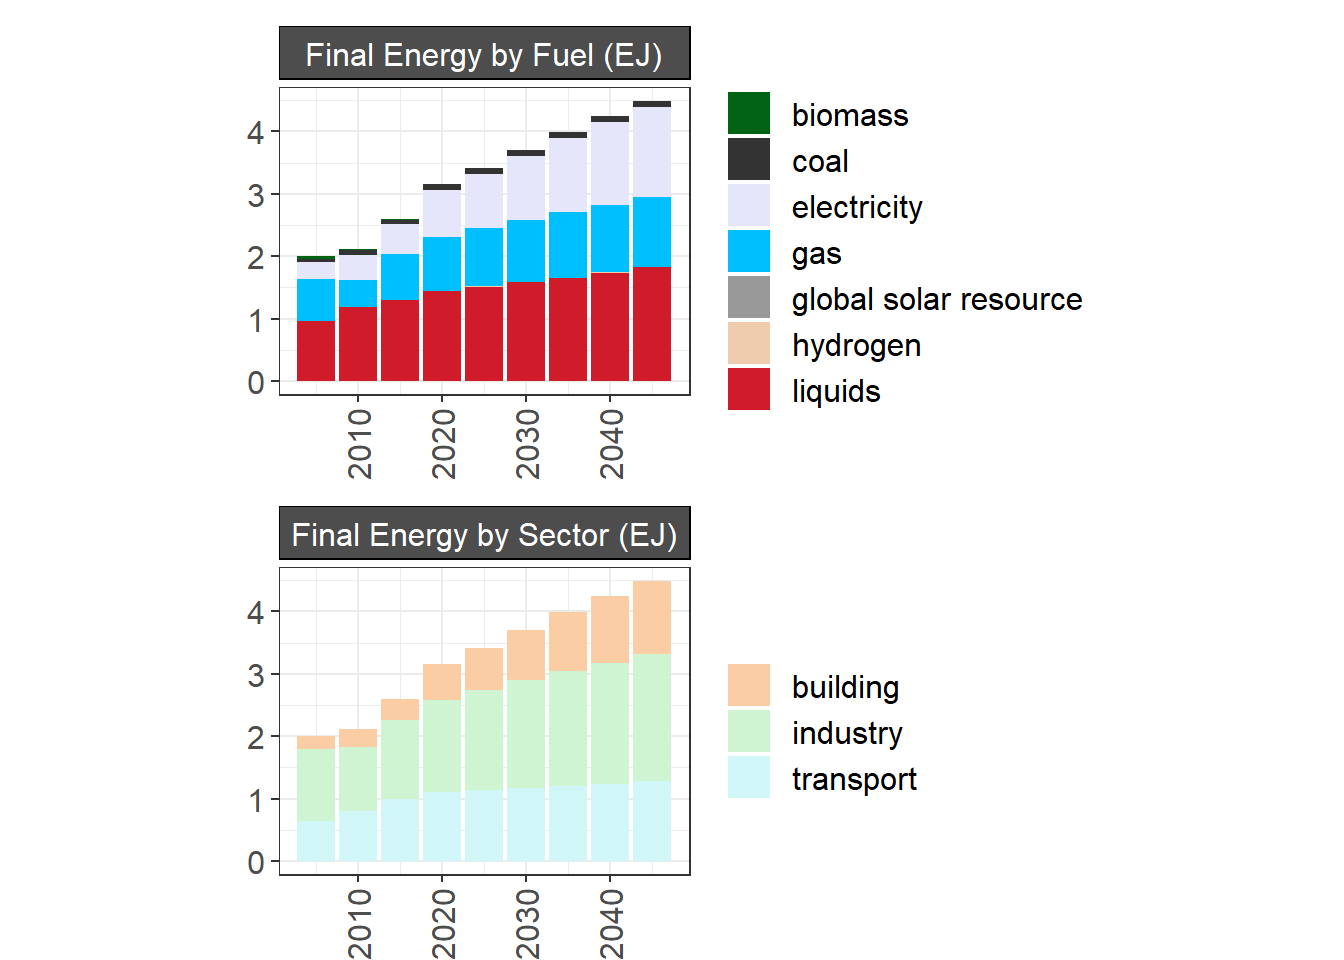 Final Energy by Fuel (EJ)
4
3
2
1
0
2010
2020
2030
2040
biomass
coal
electricity
gas
global solar resource
hydrogen
liquids
Final Energy by Sector (EJ)
4
3
2
1
0
2010
2020
2030
2040
building
industry
transport